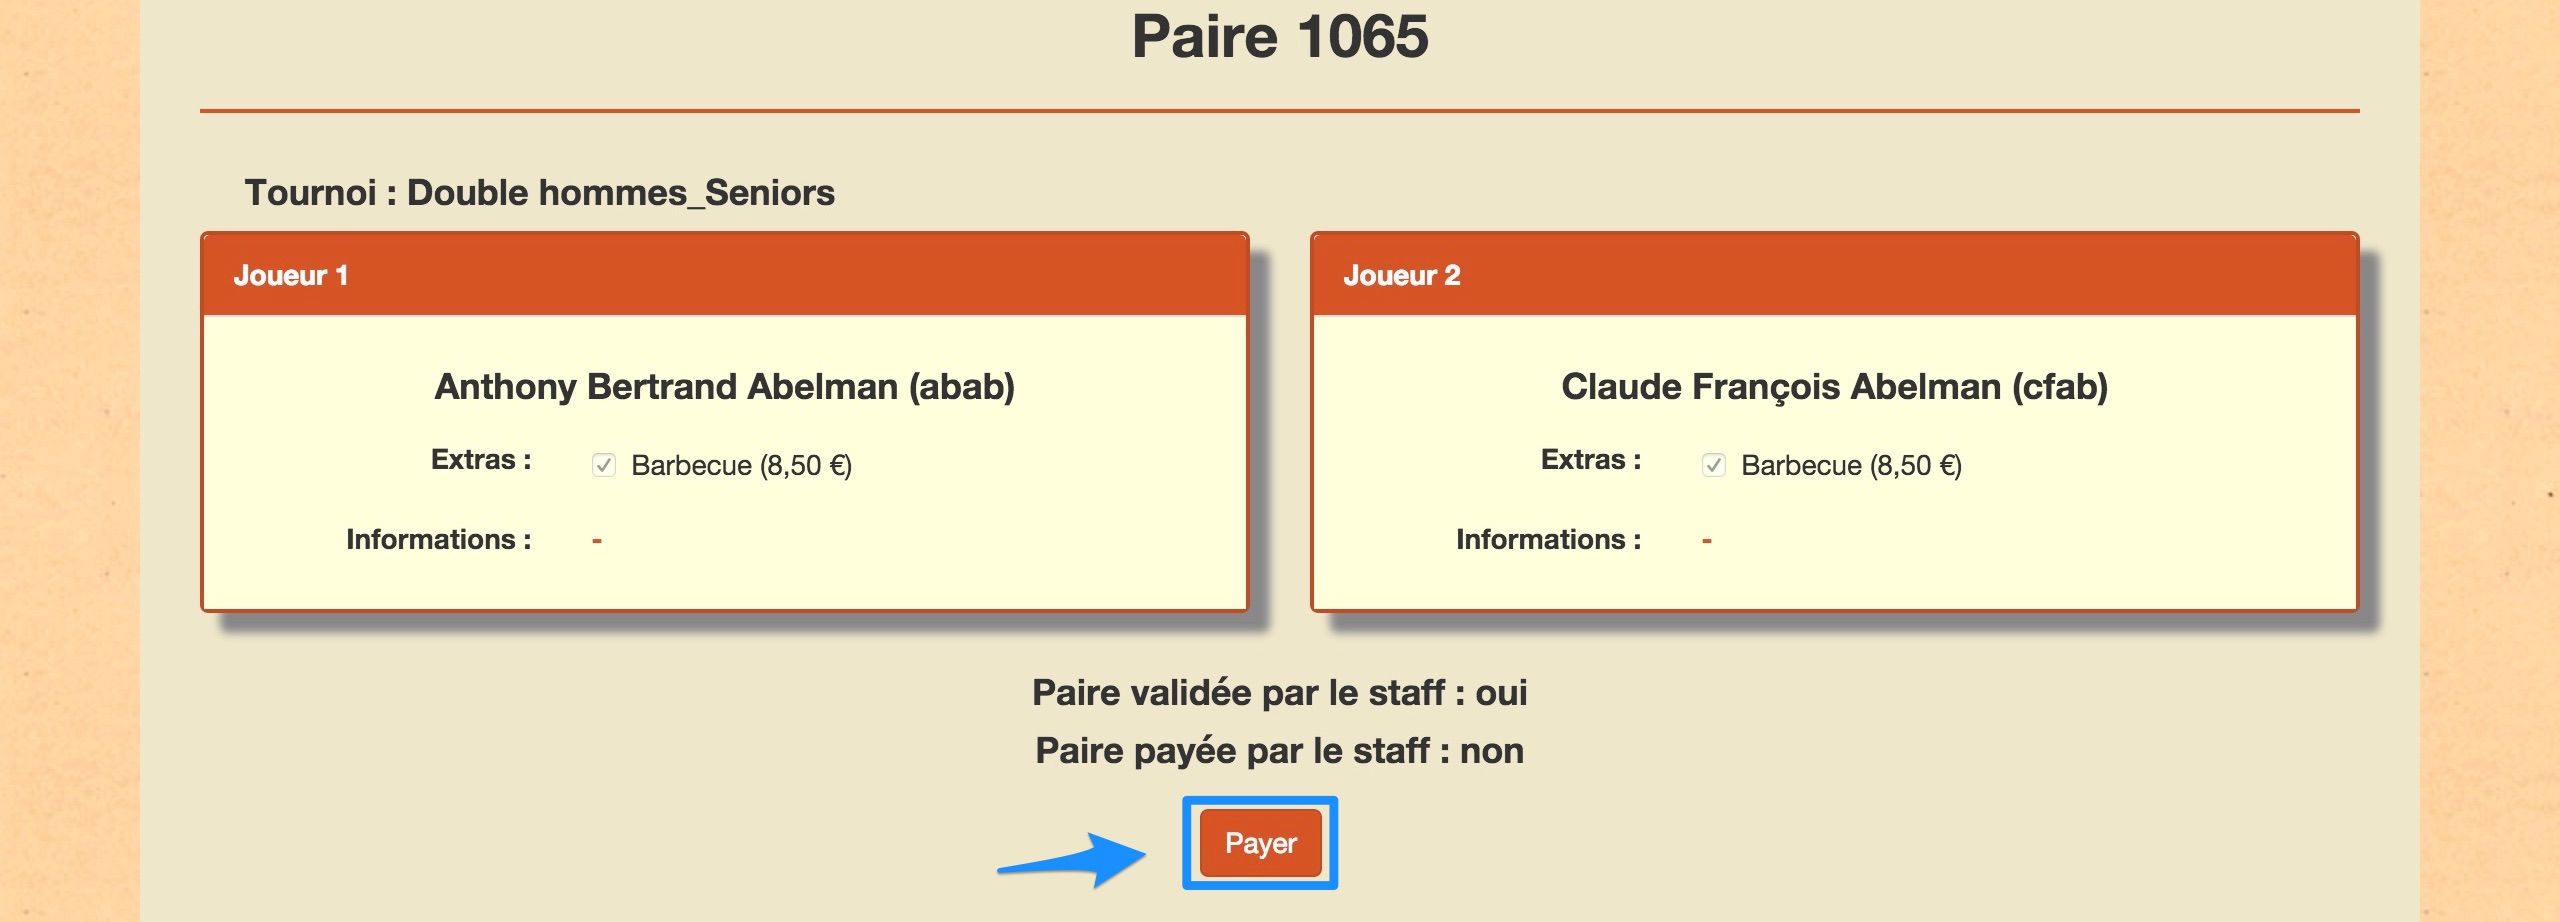 Paire 1065
Tournoi : Double hommes_Seniors
Joueur 1
Anthony Bertrand Abelman (abab)
Extras : Barbecue (8,50 €)
Informations : -
Joueur 2
Claude François Abelman (cfab)
Extras : Barbecue (8,50 €)
Informations : -
Paire validée par le staff : oui
Paire payée par le staff : non
Payer